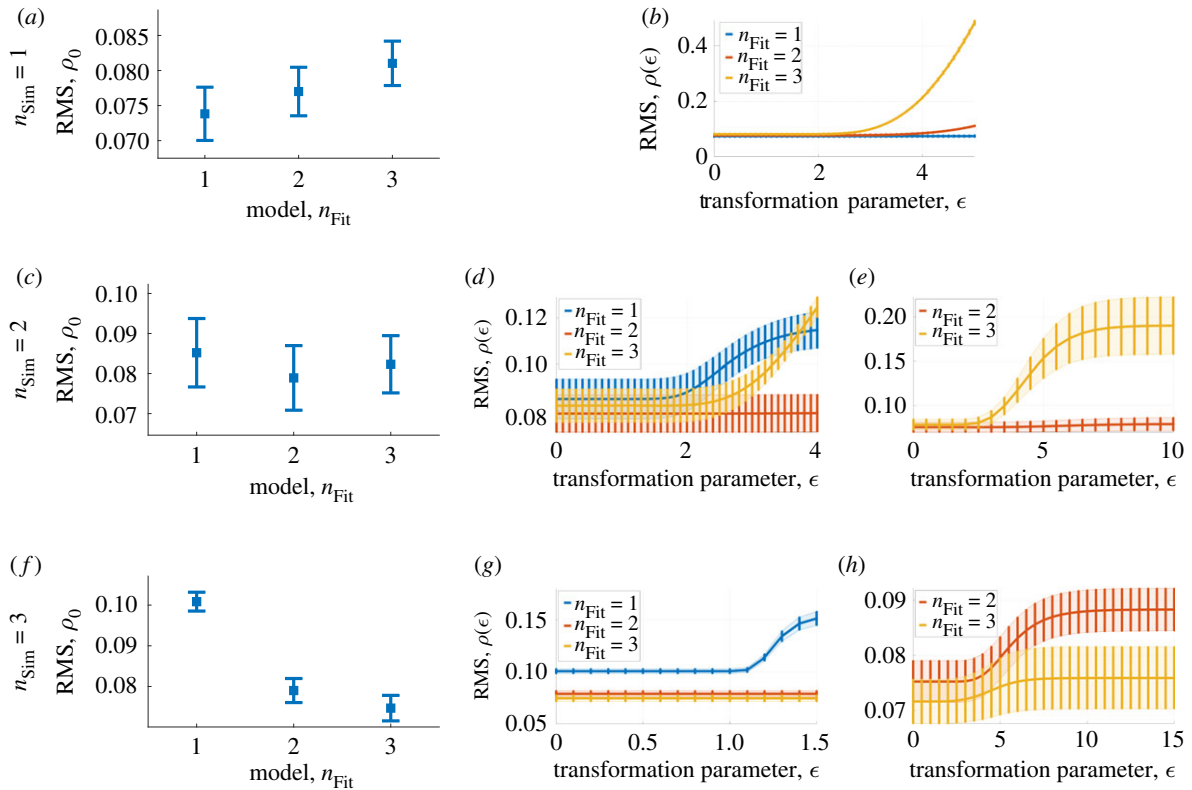 (a)
n_Sim = 1
RMS, ρ_0
0.085
0.080
0.075
0.070
1 2 3
model, n_Fit
(b)
RMS, ρ(ϵ)
n_Fit = 1
n_Fit = 2
n_Fit = 3
0.4
0.2
0
0 2 4
transformation parameter, ϵ
(c)
n_Sim = 2
RMS, ρ_0
0.10
0.09
0.08
0.07
1 2 3
model, n_Fit
(d)
RMS, ρ(ϵ)
n_Fit = 1
n_Fit = 2
n_Fit = 3
0.12
0.10
0.08
0 2 4
transformation parameter, ϵ
(e)
n_Fit = 2
n_Fit = 3
0.20
0.15
0.10
0 5 10
transformation parameter, ϵ
(f)
n_Sim = 3
RMS, ρ_0
0.10
0.09
0.08
1 2 3
model, n_Fit
(g)
RMS, ρ(ϵ)
n_Fit = 1
n_Fit = 2
n_Fit = 3
0.15
0.10
0.05
0 0.5 1.0 1.5
transformation parameter, ϵ
(h)
n_Fit = 2
n_Fit = 3
0.09
0.08
0.07
0 5 10 15
transformation parameter, ϵ